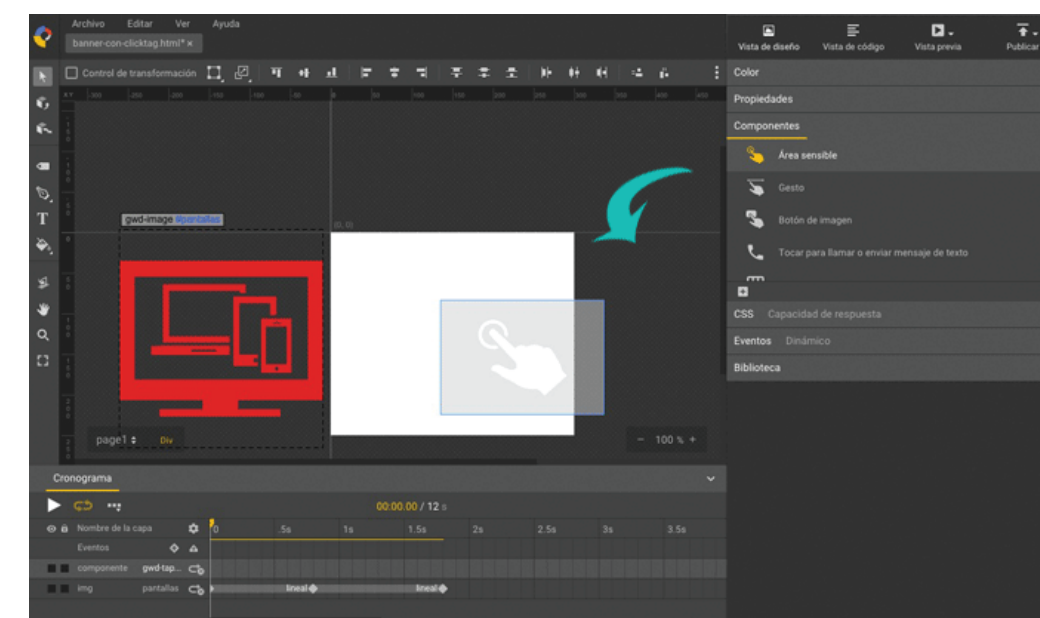 Archivo Editar Ver Ayuda
banner-con-clicktag.html* ×
Vista de diseño Vista de código Vista previa Publicar
Control de transformación
Color
Propiedades
Componentes
Área sensible
Gesto
Botón de imagen
Tocar para llamar o enviar mensaje de texto
CSS Capacidad de respuesta
Eventos Dinámico
Biblioteca
gwd-image #pantallas
(0, 0)
page1 Div
− 100 % +
Cronograma
00:00.00 / 12 s
Nombre de la capa 0 .5s 1s 1.5s 2s 2.5s 3s 3.5s
Eventos
componente gwd-tap...
img pantallas lineal lineal